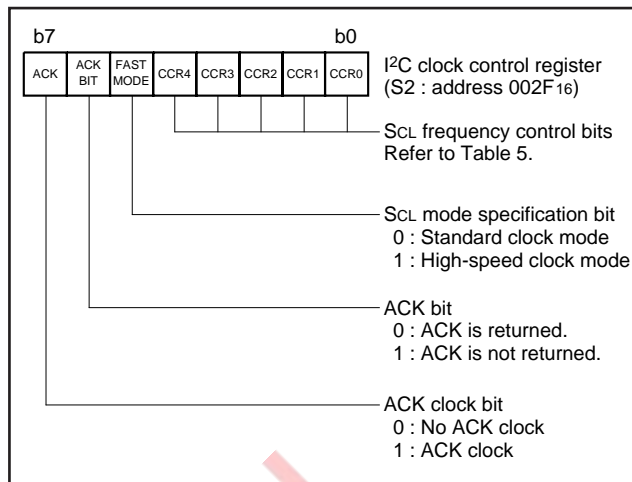 b7 b0
ACK ACK BIT FAST MODE CCR4 CCR3 CCR2 CCR1 CCR0
I2C clock control register
(S2 : address 002F16)
SCL frequency control bits
Refer to Table 5.
SCL mode specification bit
0 : Standard clock mode
1 : High-speed clock mode
ACK bit
0 : ACK is returned.
1 : ACK is not returned.
ACK clock bit
0 : No ACK clock
1 : ACK clock